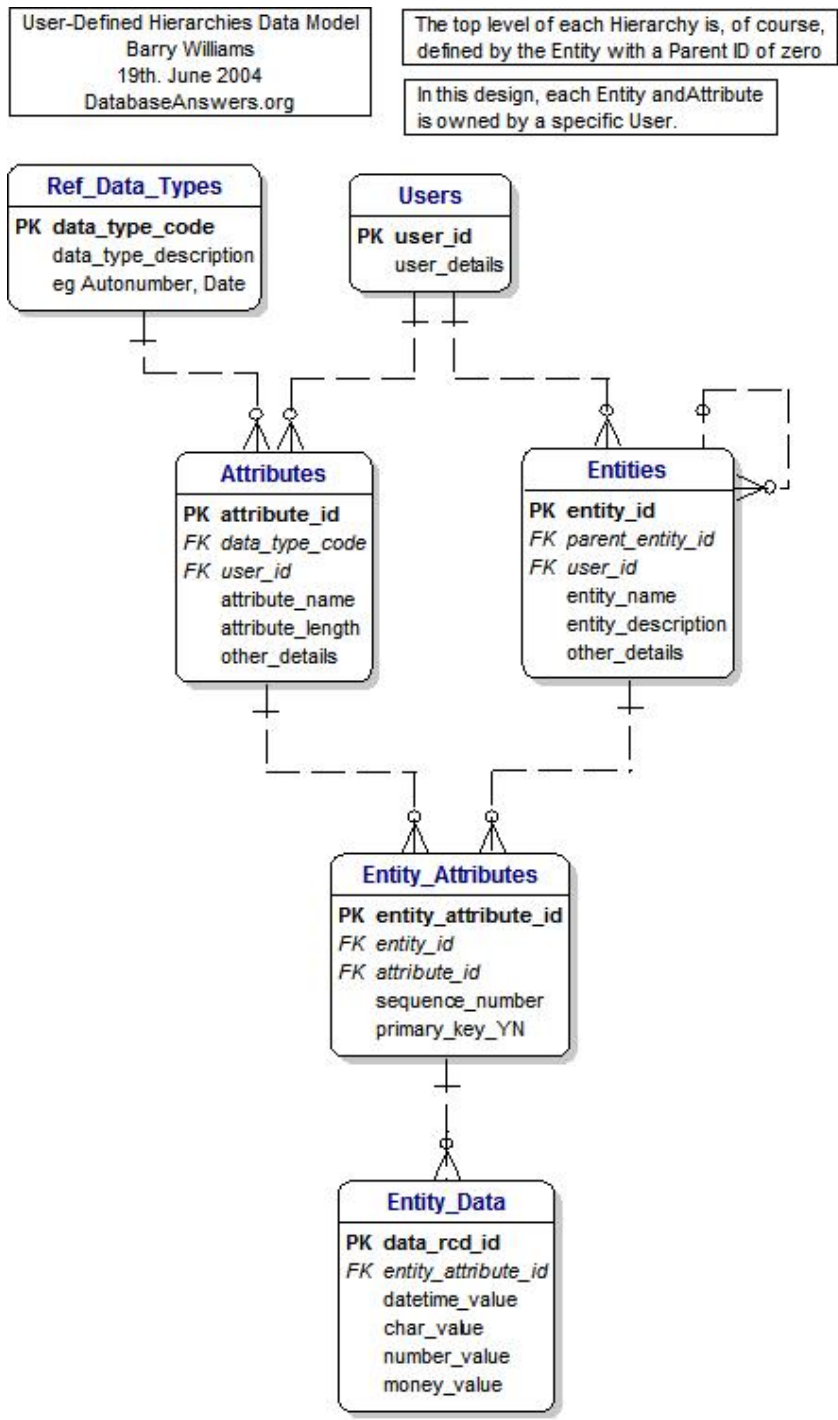 User-Defined Hierarchies Data Model
Barry Williams
19th. June 2004
DatabaseAnswers.org
The top level of each Hierarchy is, of course,
defined by the Entity with a Parent ID of zero
In this design, each Entity andAttribute
is owned by a specific User.
Ref_Data_Types
PK data_type_code
data_type_description
eg Autonumber, Date
Users
PK user_id
user_details
Attributes
PK attribute_id
FK data_type_code
FK user_id
attribute_name
attribute_length
other_details
Entities
PK entity_id
FK parent_entity_id
FK user_id
entity_name
entity_description
other_details
Entity_Attributes
PK entity_attribute_id
FK entity_id
FK attribute_id
sequence_number
primary_key_YN
Entity_Data
PK data_rcd_id
FK entity_attribute_id
datetime_value
char_value
number_value
money_value